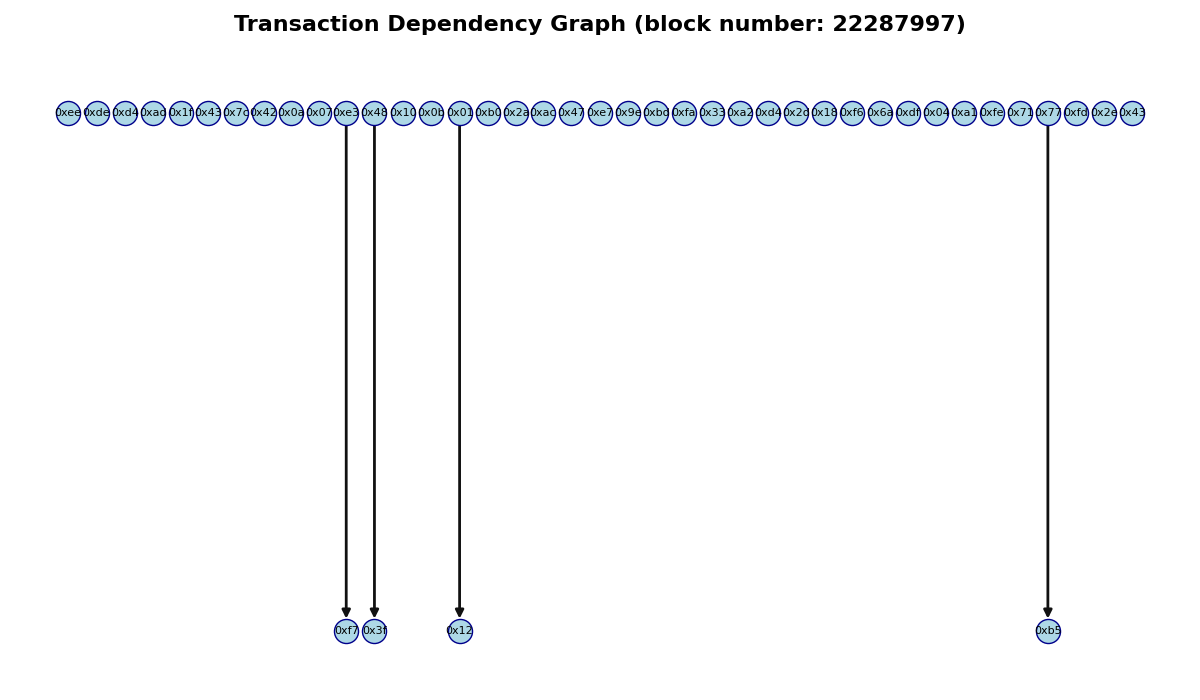 Transaction Dependency Graph (block number: 22287997)
0xee 0xde 0xd4 0xad 0x1f 0x43 0x7c 0x42 0x0a 0x07 0xe3 0x48 0x10 0x0b 0x01 0xb0 0x2a 0xac 0x47 0xe7 0x9e 0xbd 0xfa 0x33 0xa2 0xd4 0x2d 0x18 0xf6 0x6a 0xdf 0x04 0xa1 0xfe 0x71 0x77 0xfd 0x2e 0x43
0xf7 0x3f 0x12 0xb5